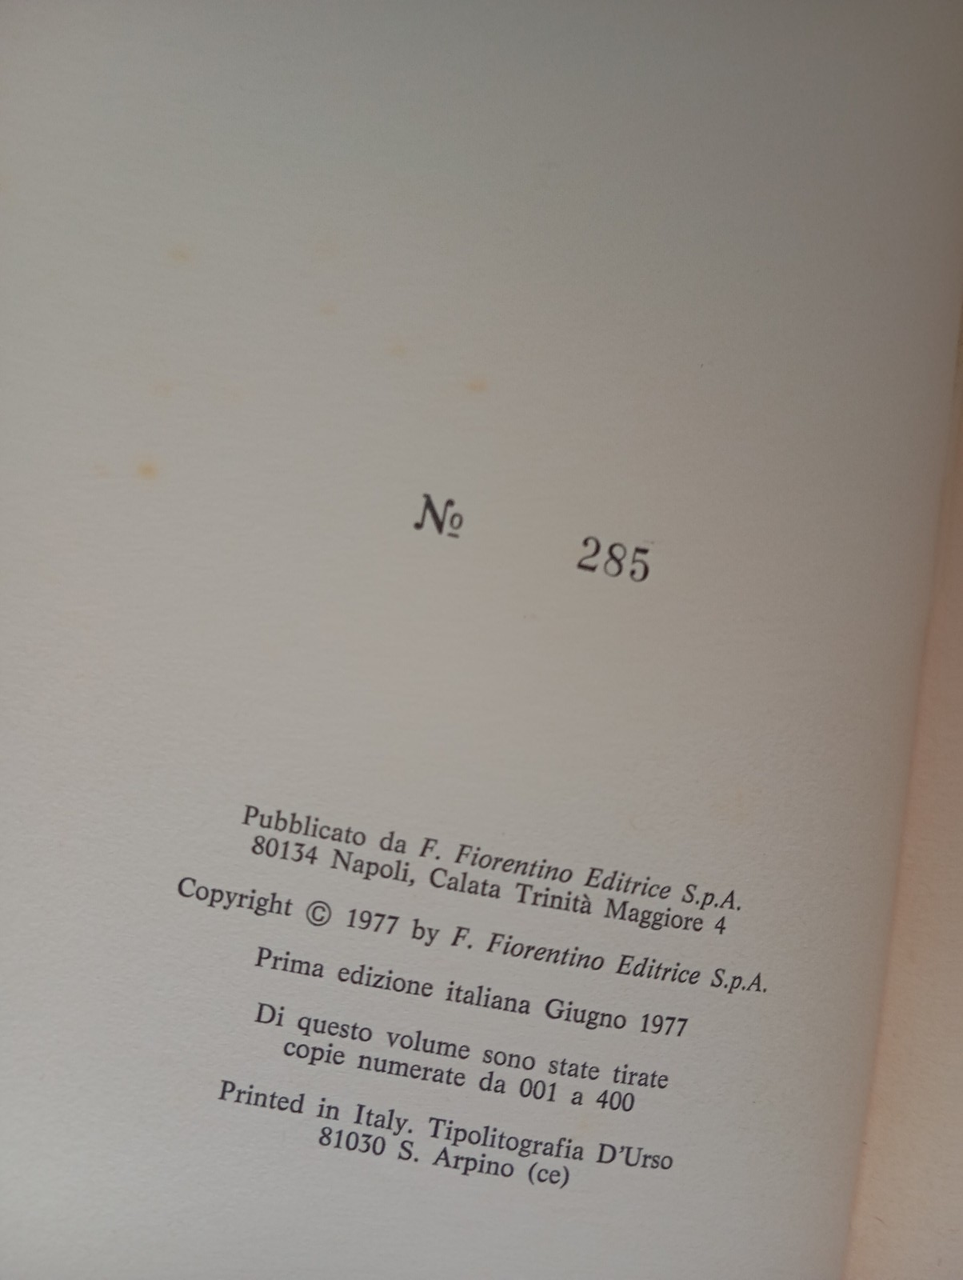 Nº 285
Pubblicato da F. Fiorentino Editrice S.p.A.
80134 Napoli, Calata Trinità Maggiore 4
Copyright © 1977 by F. Fiorentino Editrice S.p.A.
Prima edizione italiana Giugno 1977
Di questo volume sono state tirate
copie numerate da 001 a 400
Printed in Italy. Tipolitografia D'Urso
81030 S. Arpino (ce)